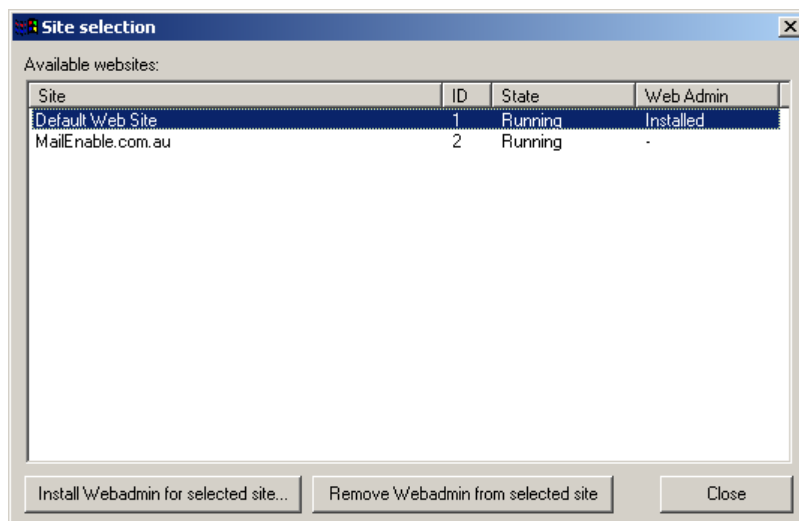 Site selection
Available websites:
Site ID State Web Admin
Default Web Site 1 Running Installed
MailEnable.com.au 2 Running -
Install Webadmin for selected site... Remove Webadmin from selected site Close